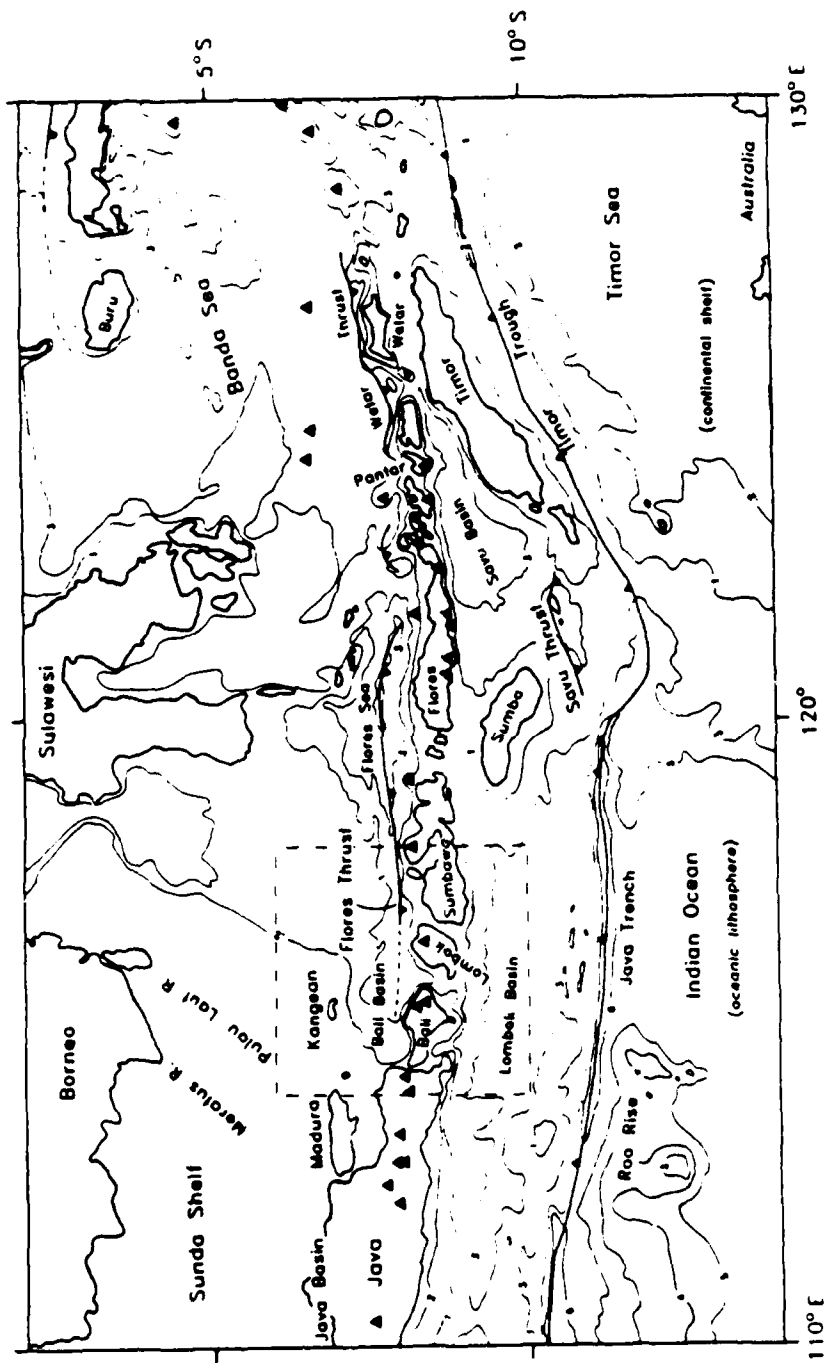 5° S
10° S
130° E
120°
110° E
Sunda Shelf
Borneo
Meratus R.
Pulau Laut R
Sulawesi
Buru
Banda Sea
Java Basin
Java
Madura
Kangean
Bali Basin
Bali
Lombok
Lombok Basin
Flores Thrust
Sumbawa
Flores Sea
Flores
Sumba
Savu Thrust
Savu Basin
Pantar
Wetar
Thrust
Wetar
Timor
Timor
Trough
Timor Sea
(continental shelf)
Australia
Java Trench
Indian Ocean
(oceanic lithosphere)
Roo Rise